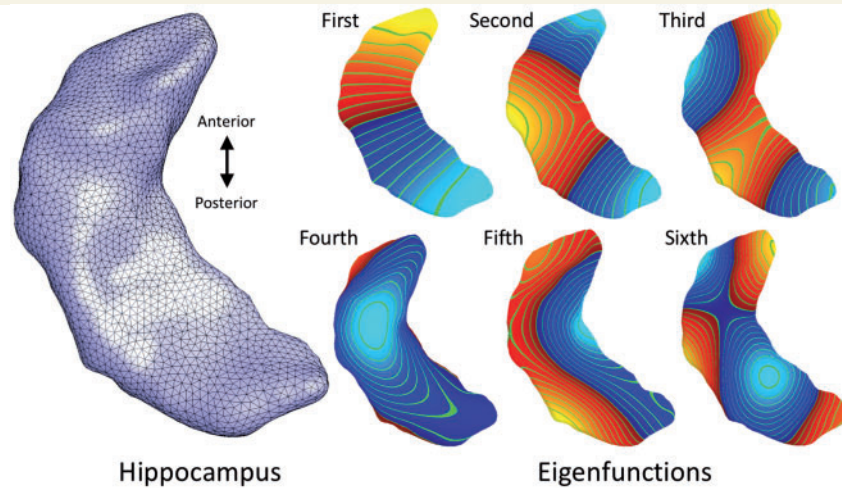 First
Second
Third
Anterior
Posterior
Fourth
Fifth
Sixth
Hippocampus
Eigenfunctions